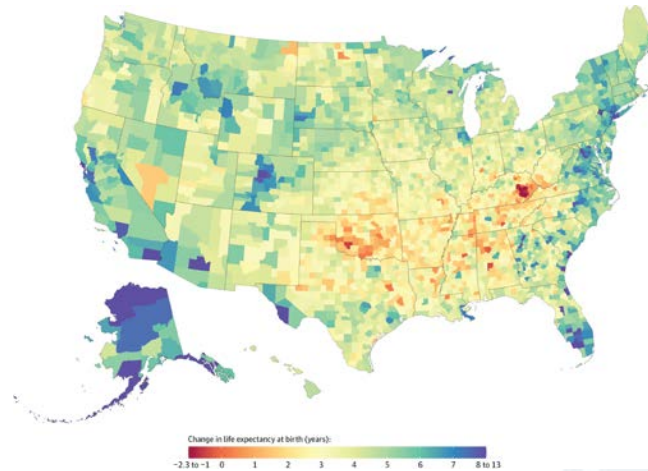 Change in life expectancy at birth (years):
−2.3 to −1 0 1 2 3 4 5 6 7 8 to 13